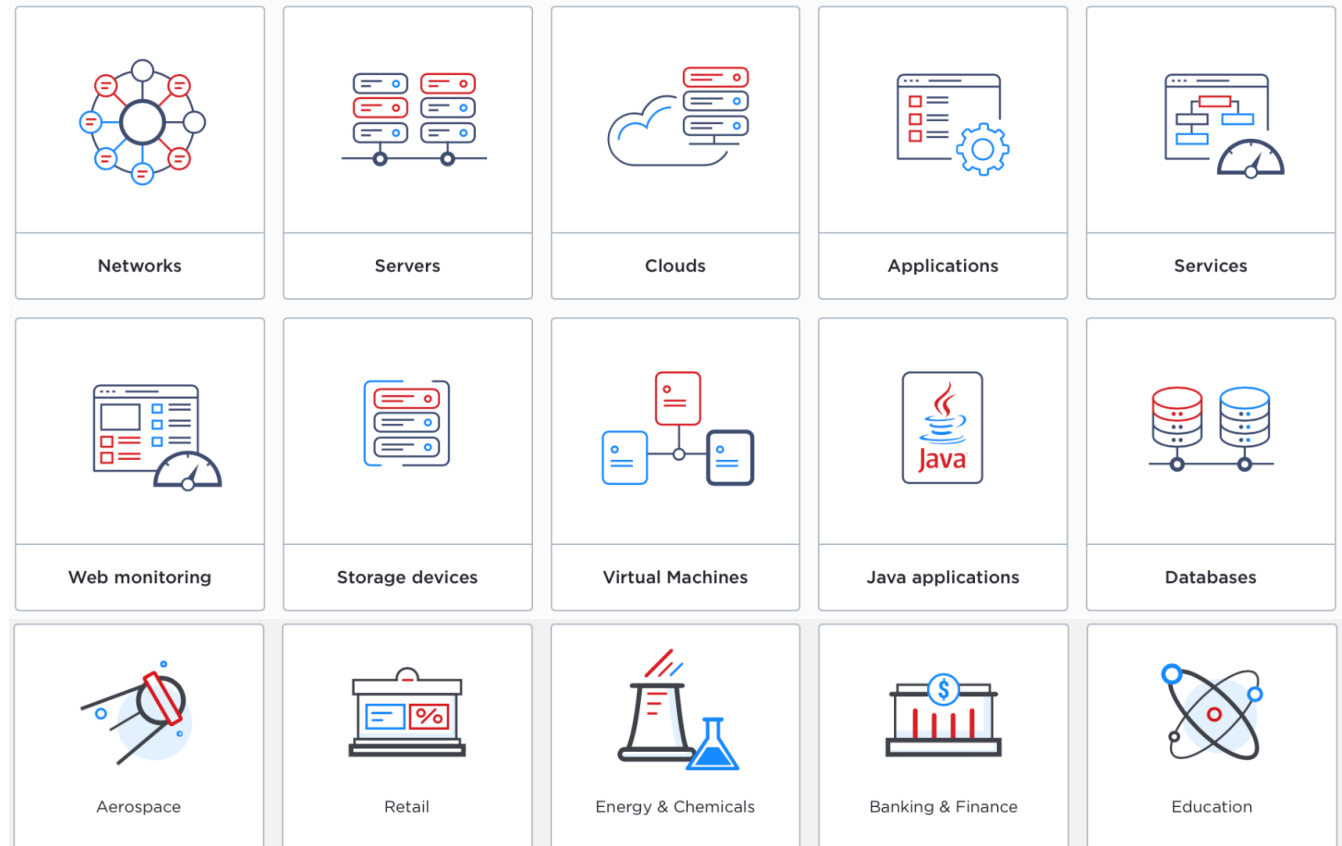 Networks
Servers
Clouds
Applications
Services
Java
Web monitoring
Storage devices
Virtual Machines
Java applications
Databases
%
$
Aerospace
Retail
Energy & Chemicals
Banking & Finance
Education